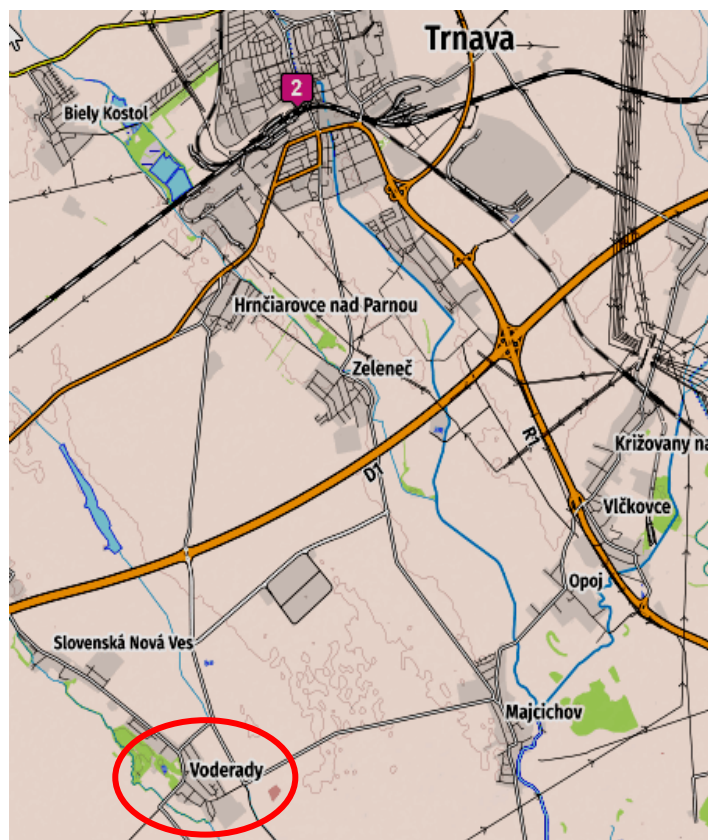 Trnava
2
Biely Kostol
Hrnčiarovce nad Parnou
Zeleneč
D1
R1
Križovany na
Vlčkovce
Opoj
Slovenská Nová Ves
Majcichov
Voderady